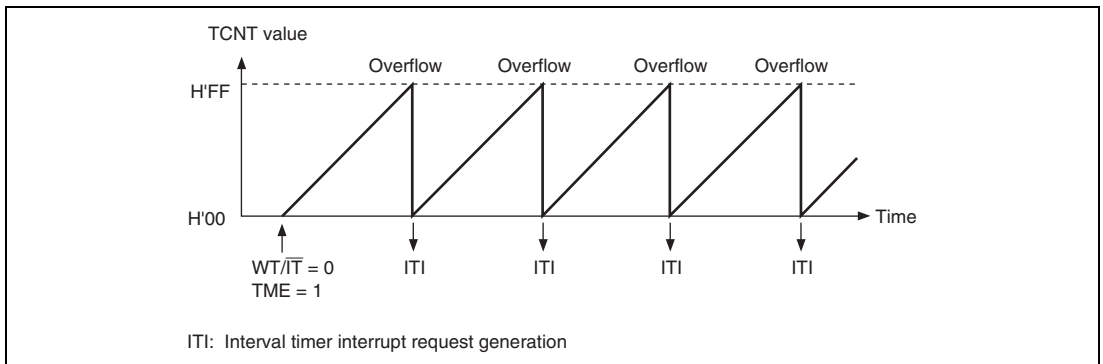 TCNT value
Overflow Overflow Overflow Overflow
H'FF
H'00
Time
WT/I̅T̅ = 0
TME = 1
ITI ITI ITI ITI
ITI: Interval timer interrupt request generation